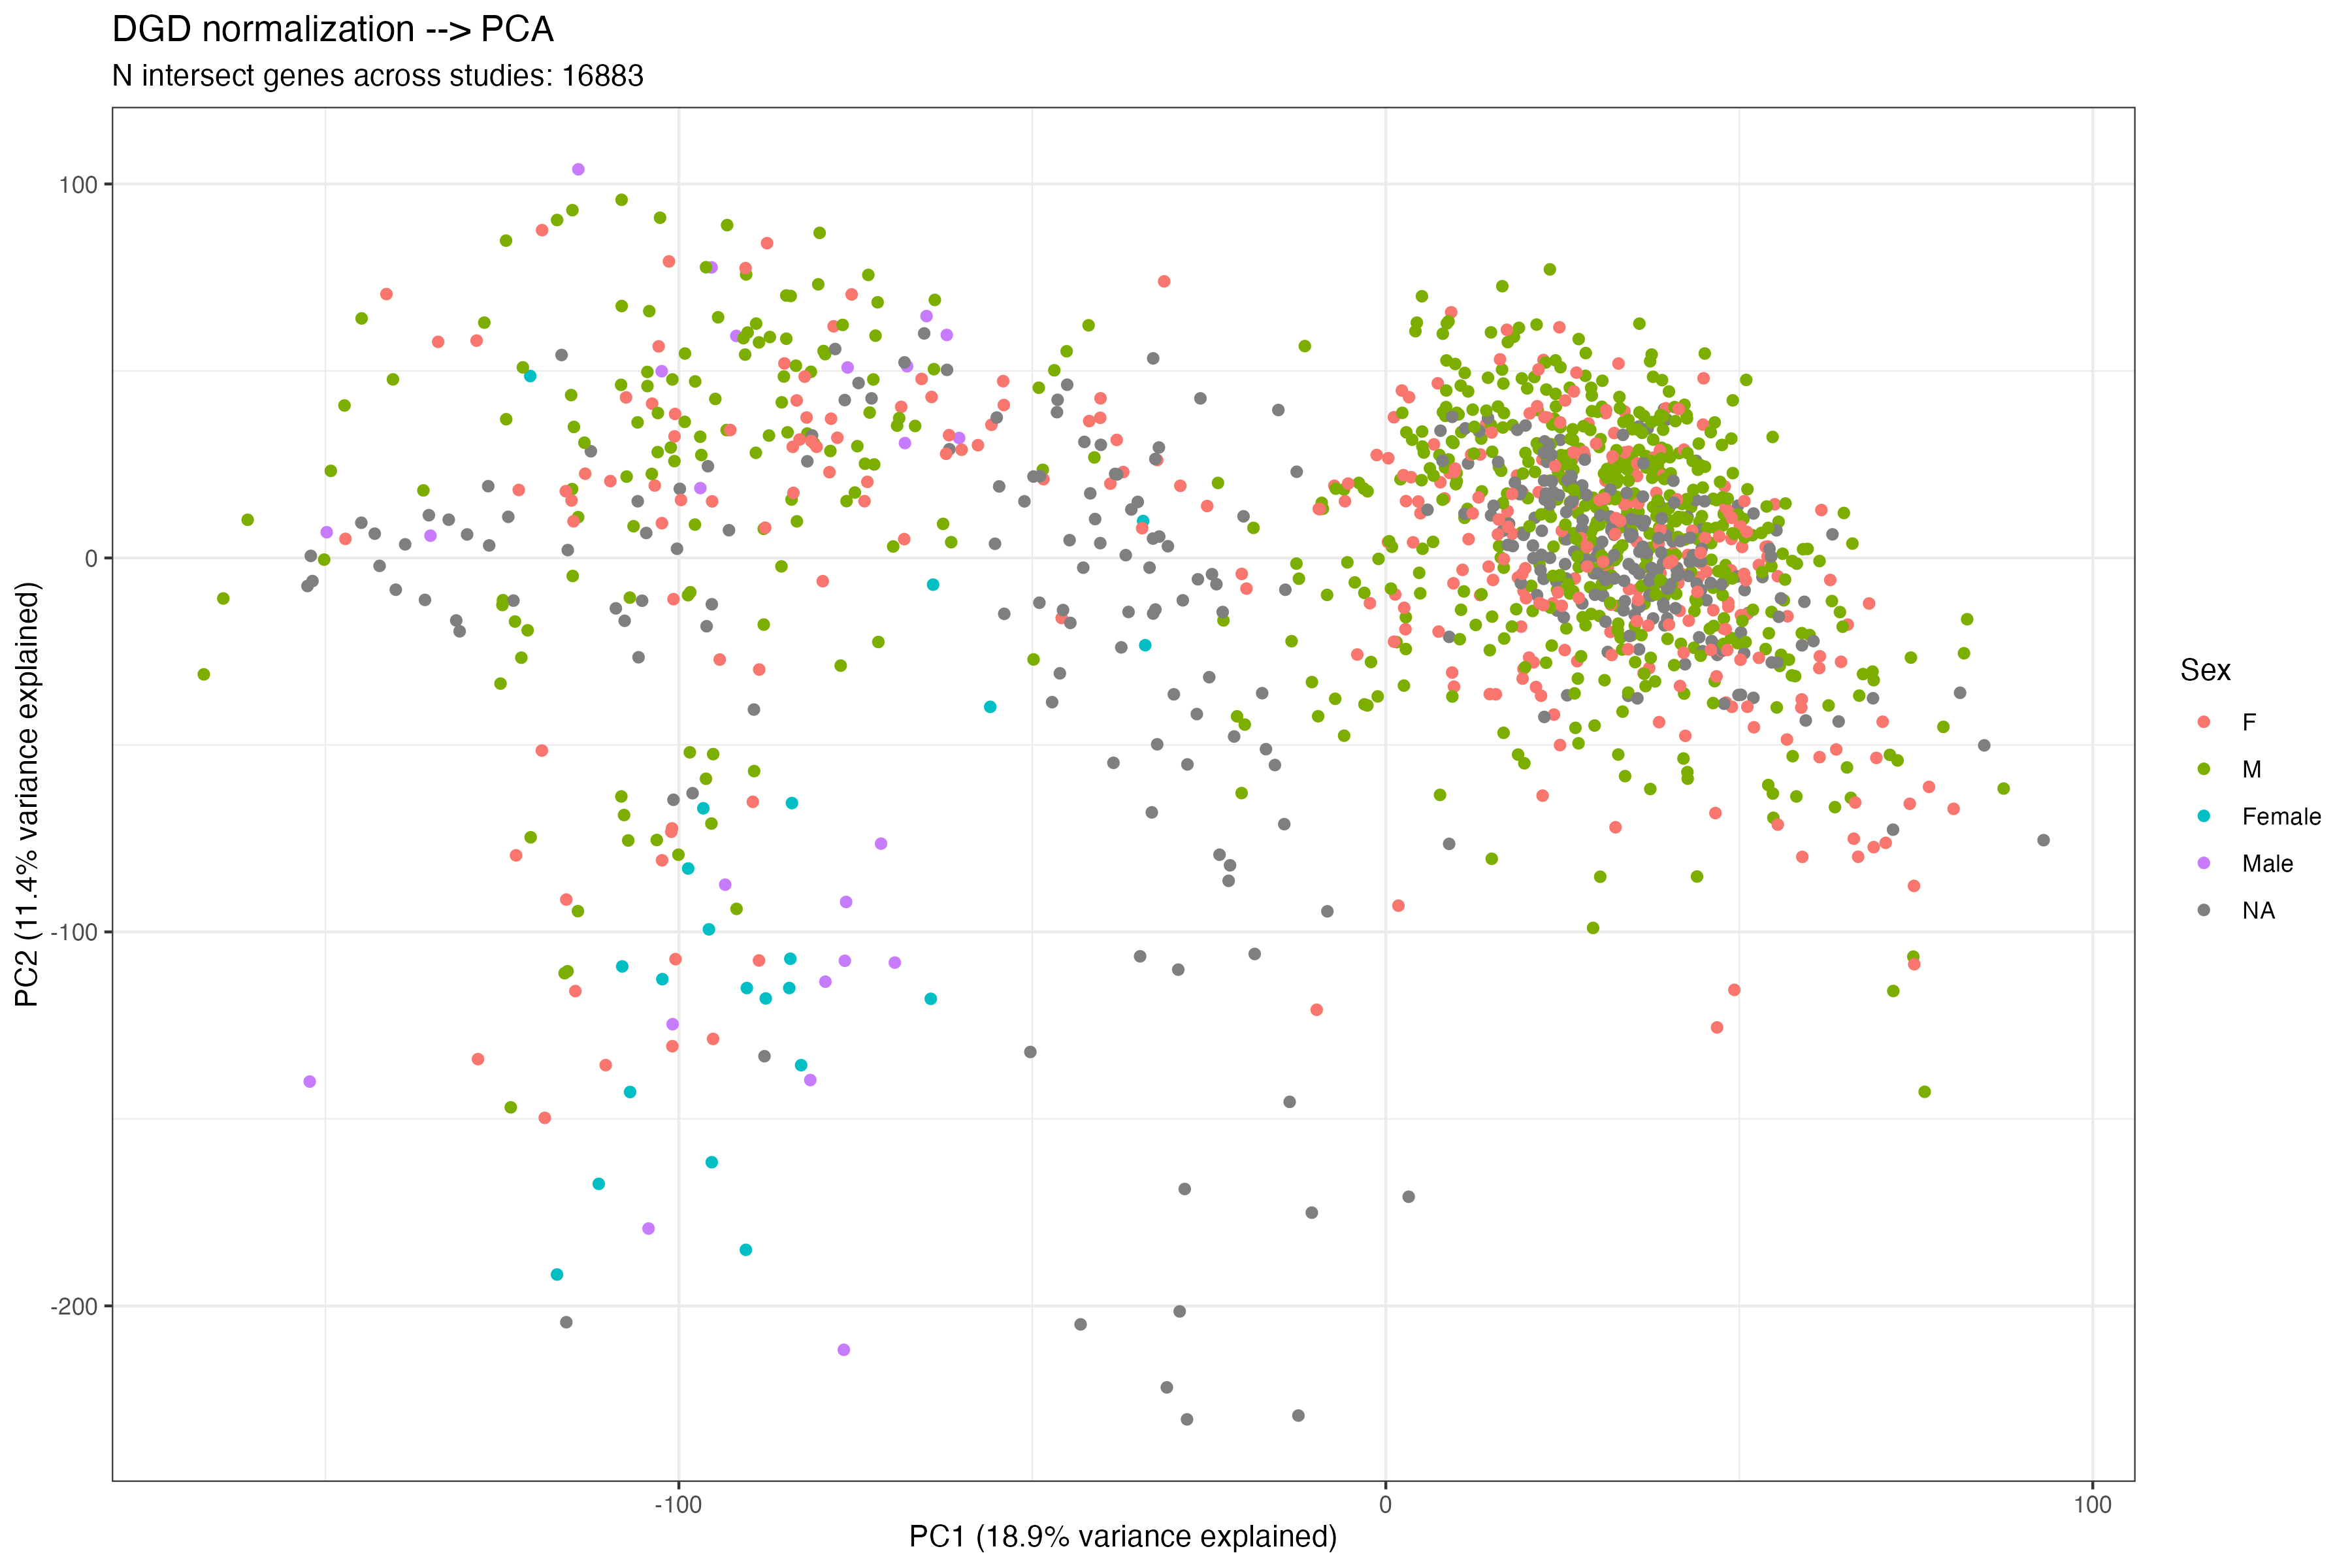 DGD normalization --> PCA
N intersect genes across studies: 16883
100
0
-100
-200
PC2 (11.4% variance explained)
-100
0
100
PC1 (18.9% variance explained)
Sex
F
M
Female
Male
NA